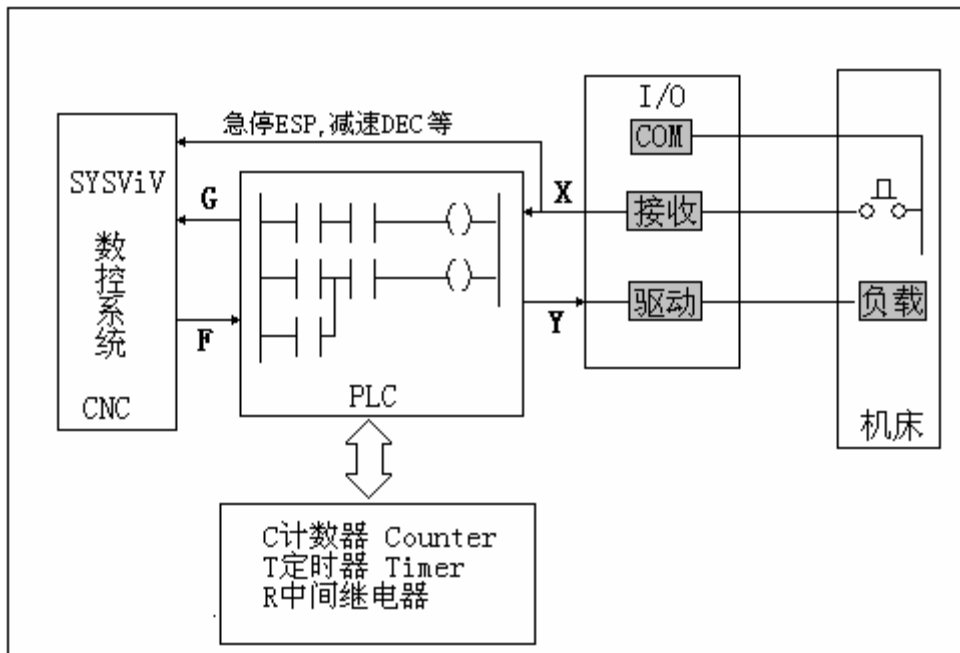 急停ESP,减速DEC等
SYSViV
数控系统
CNC
G
F
PLC
X
Y
I/O
COM
接收
驱动
负载
机床
C计数器 Counter
T定时器 Timer
R中间继电器